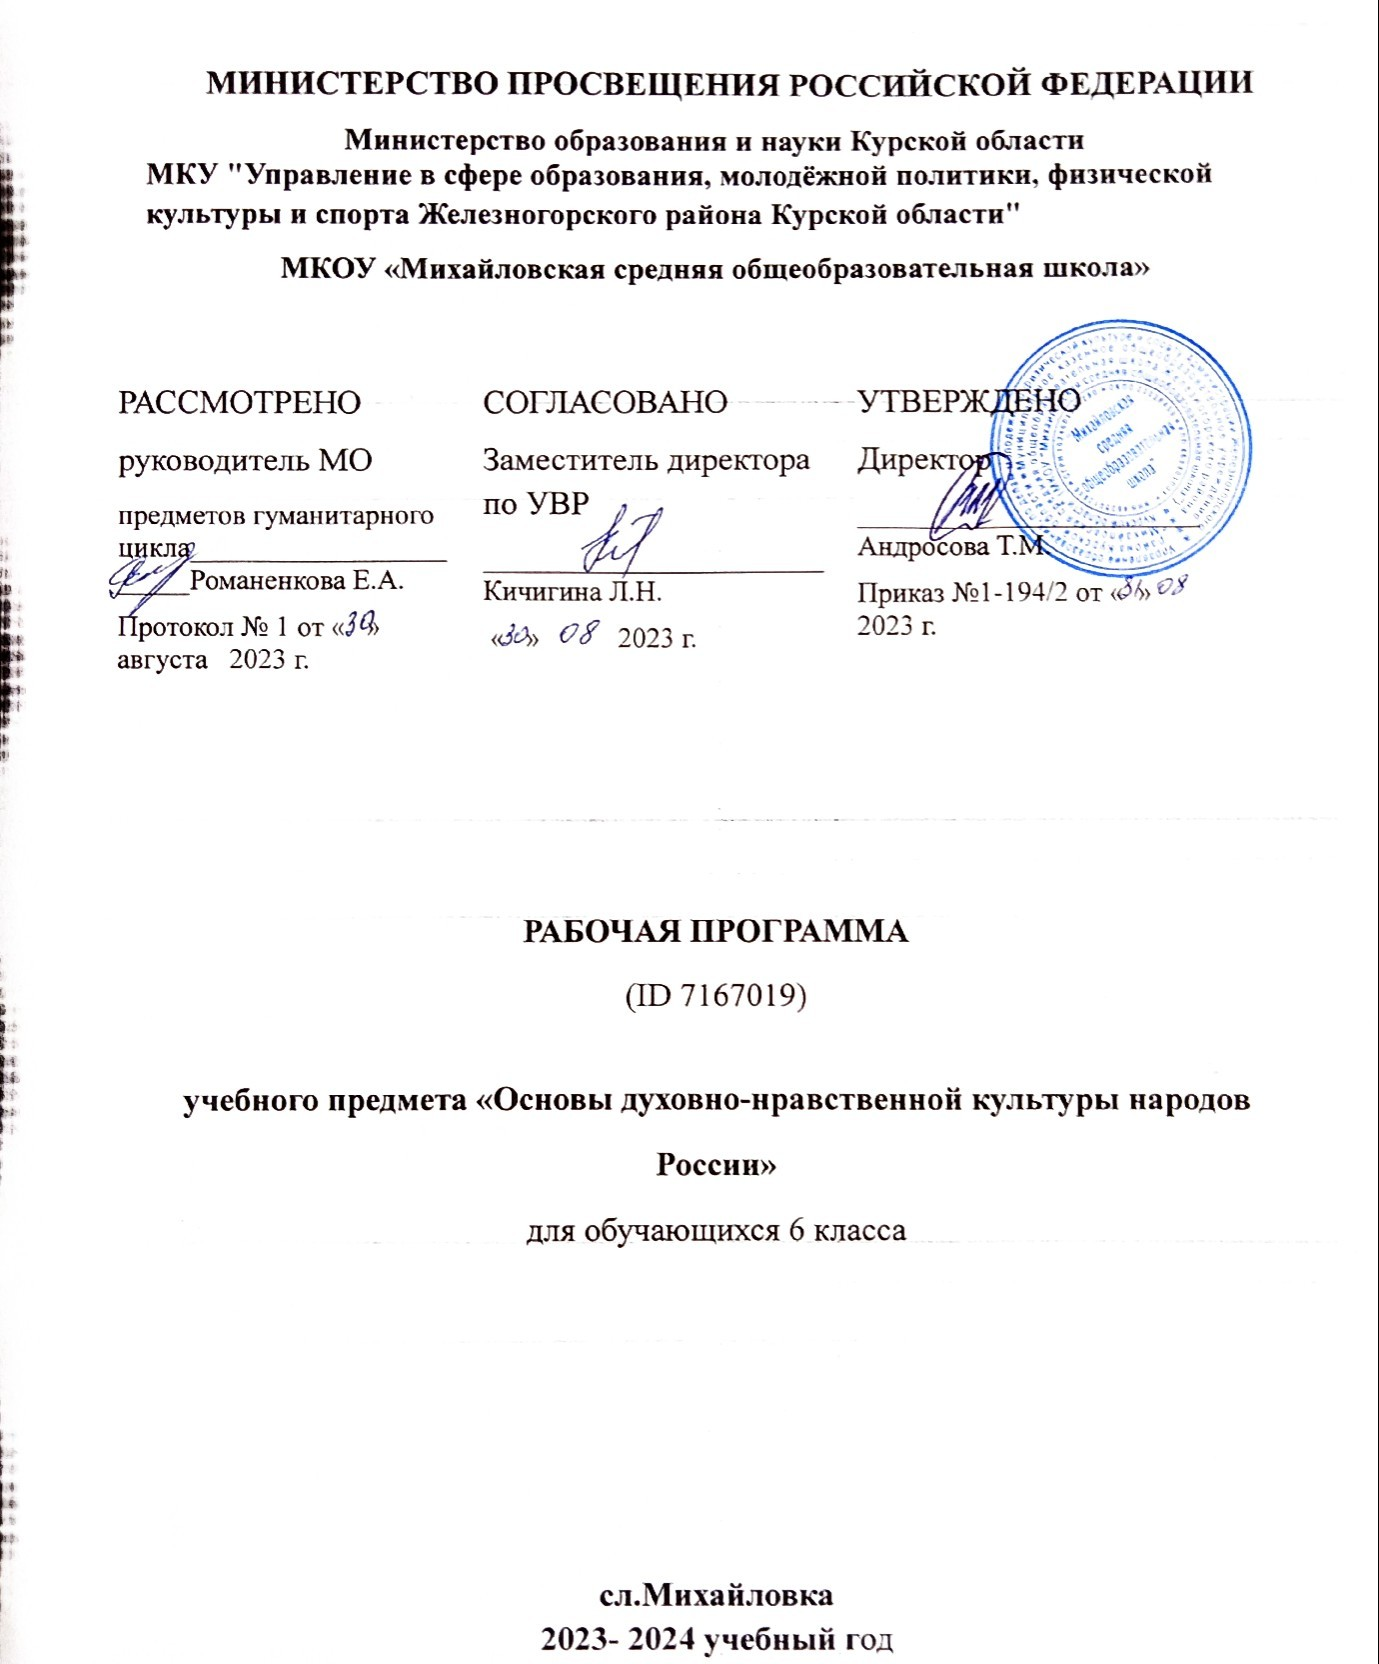 МИНИСТЕРСТВО ПРОСВЕЩЕНИЯ РОССИЙСКОЙ ФЕДЕРАЦИИ
Министерство образования и науки Курской области
МКУ "Управление в сфере образования, молодёжной политики, физической
культуры и спорта Железногорского района Курской области"
МКОУ «Михайловская средняя общеобразовательная школа»
РАССМОТРЕНО
руководитель МО
предметов гуманитарного
цикла
Романенкова Е.А.
Протокол № 1 от «30»
августа 2023 г.
СОГЛАСОВАНО
Заместитель директора
по УВР
Кичигина Л.Н.
«30» 08 2023 г.
УТВЕРЖДЕНО
Директор
Андросова Т.М.
Приказ №1-194/2 от «31» 08
2023 г.
Михайловская
средняя
общеобразовательная
школа"
РАБОЧАЯ ПРОГРАММА
(ID 7167019)
учебного предмета «Основы духовно-нравственной культуры народов
России»
для обучающихся 6 класса
сл.Михайловка
2023- 2024 учебный год